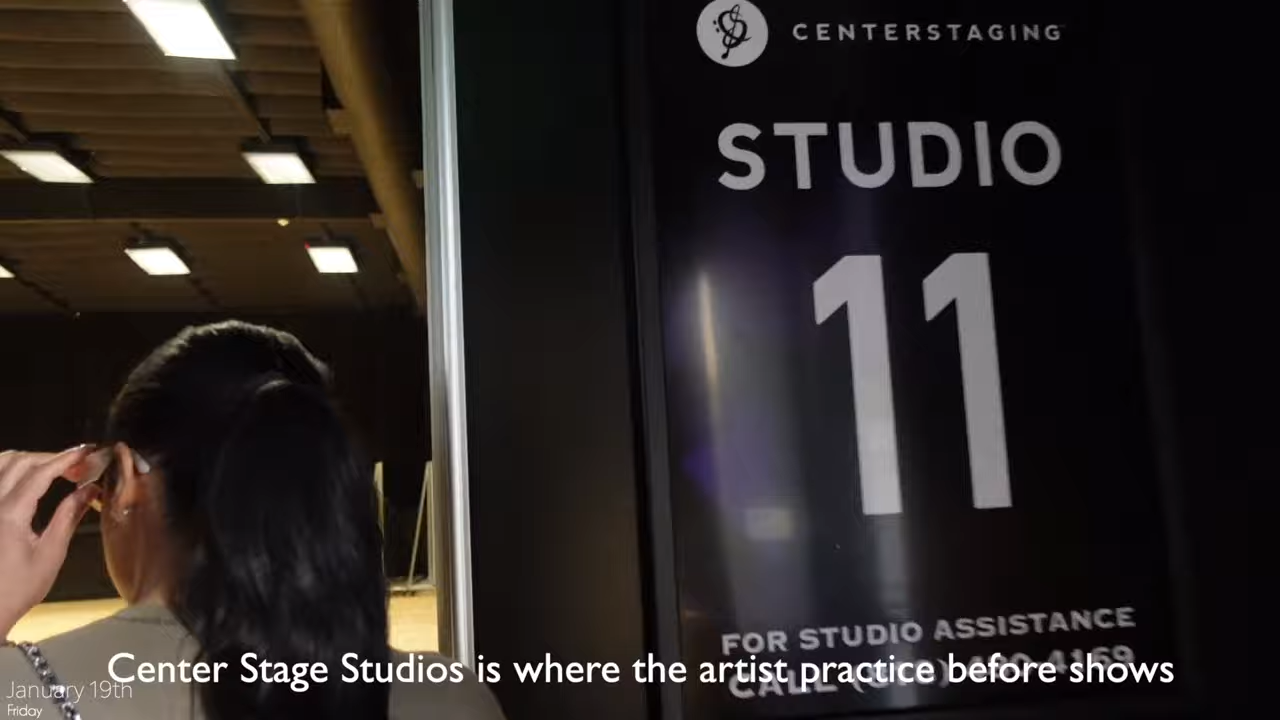 CENTERSTAGING
STUDIO
11
FOR STUDIO ASSISTANCE
CALL
Center Stage Studios is where the artist practice before shows
January 19th
Friday